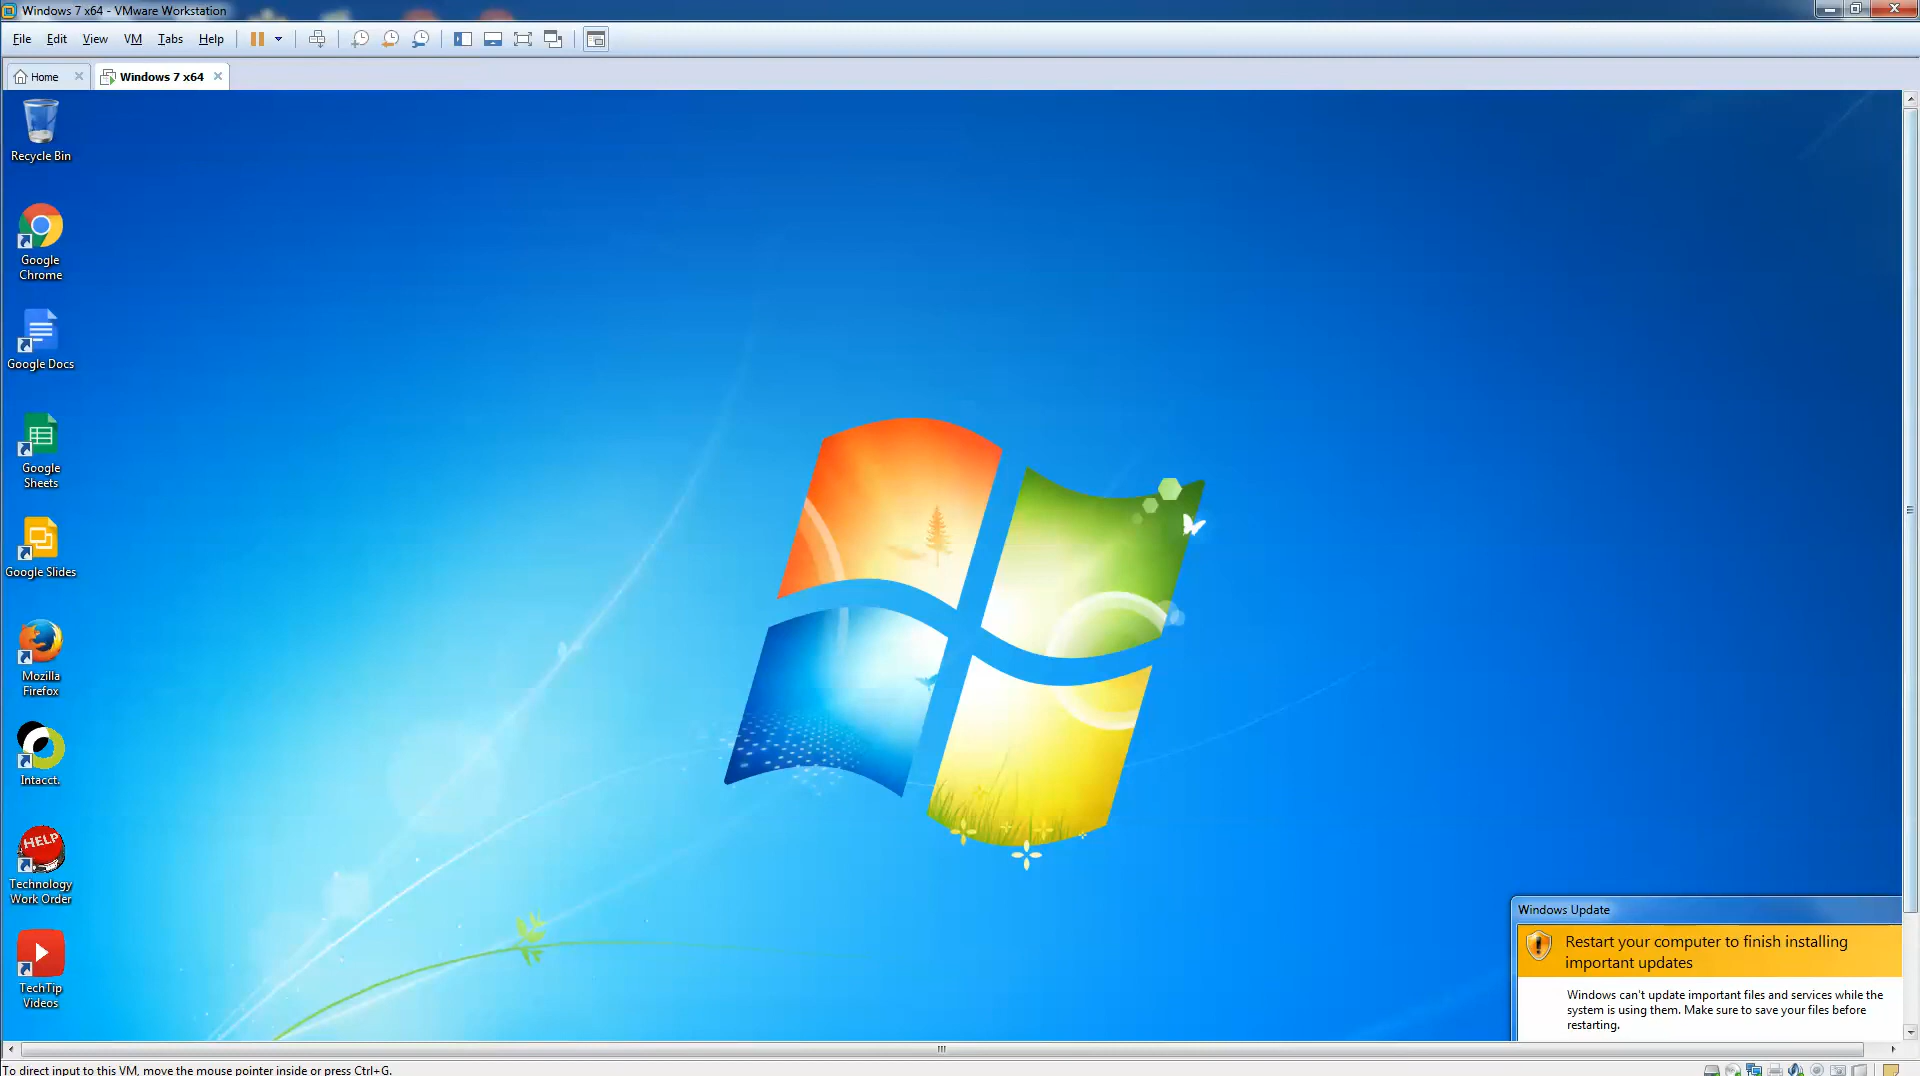 Windows 7 x64 - VMware Workstation
File Edit View VM Tabs Help
Home Windows 7 x64
Recycle Bin
Google
Chrome
Google Docs
Google
Sheets
Google Slides
Mozilla
Firefox
Intacct.
HELP
Technology
Work Order
TechTip
Videos
Windows Update
Restart your computer to finish installing
important updates
Windows can't update important files and services while the
system is using them. Make sure to save your files before
restarting.
To direct input to this VM, move the mouse pointer inside or press Ctrl+G.